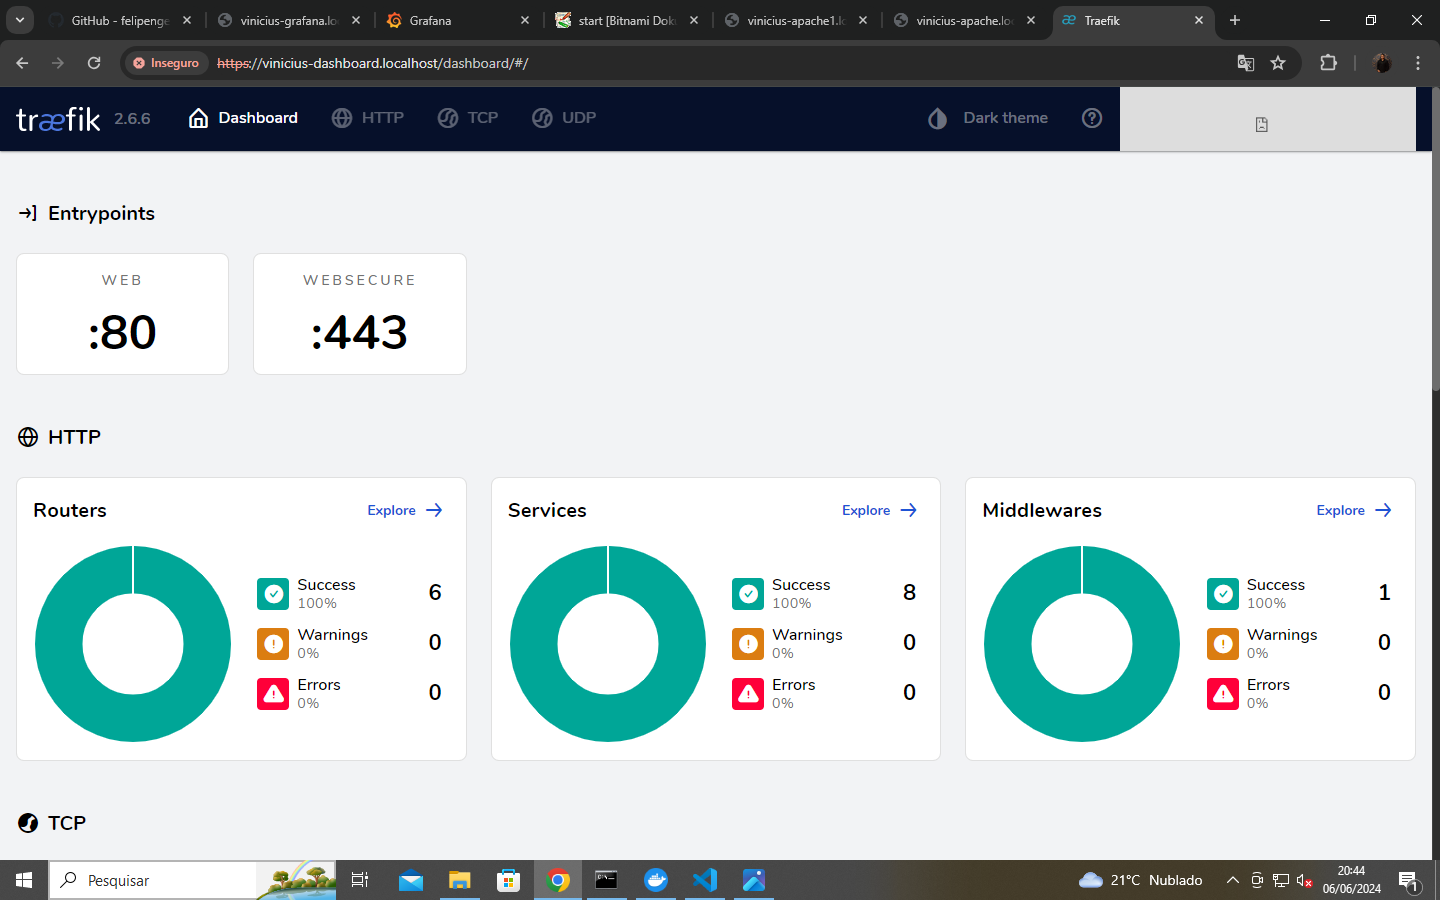 GitHub - felipenge
vinicius-grafana.lo
Grafana
start [Bitnami Dok
vinicius-apache1.lo
vinicius-apache.loc
Traefik
Inseguro
https://vinicius-dashboard.localhost/dashboard/#/
træfik 2.6.6
Dashboard
HTTP
TCP
UDP
Dark theme
Entrypoints
WEB
:80
WEBSECURE
:443
HTTP
Routers
Explore
Success
100%
6
Warnings
0%
0
Errors
0%
0
Services
Explore
Success
100%
8
Warnings
0%
0
Errors
0%
0
Middlewares
Explore
Success
100%
1
Warnings
0%
0
Errors
0%
0
TCP
Pesquisar
21°C Nublado
20:44
06/06/2024
1